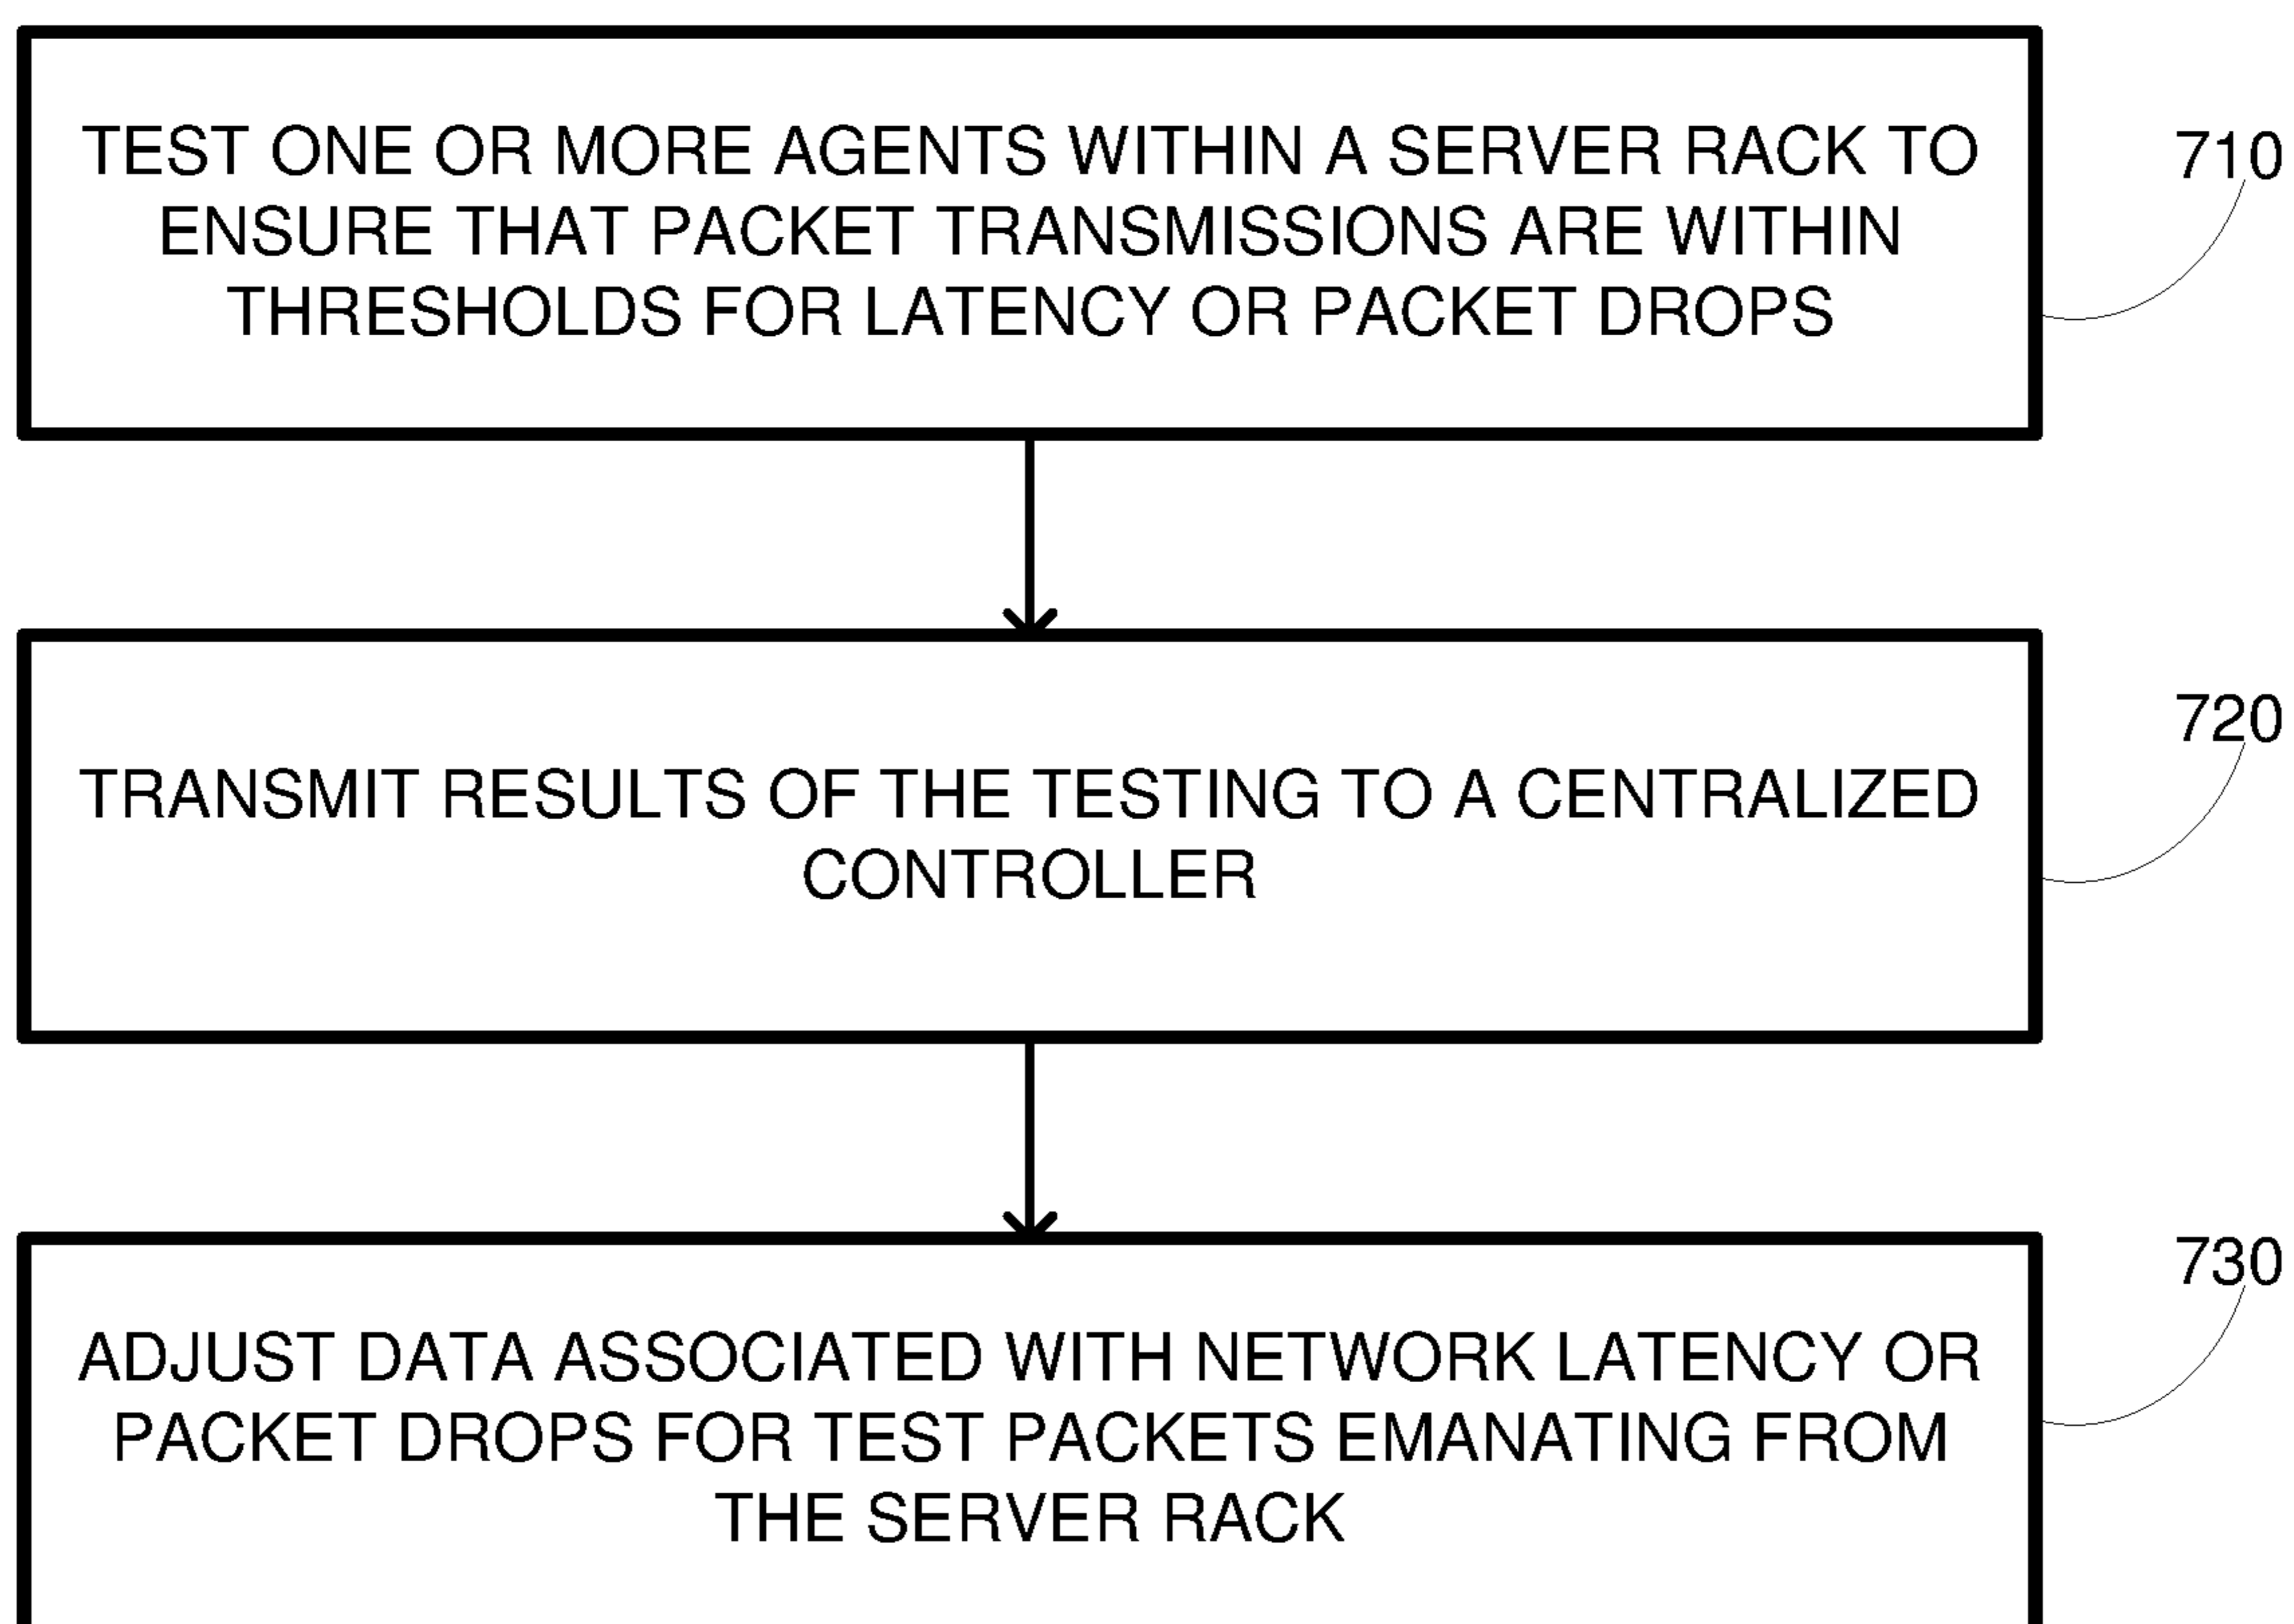 TEST ONE OR MORE AGENTS WITHIN A SERVER RACK TO
ENSURE THAT PACKET TRANSMISSIONS ARE WITHIN
THRESHOLDS FOR LATENCY OR PACKET DROPS
710
TRANSMIT RESULTS OF THE TESTING TO A CENTRALIZED
CONTROLLER
720
ADJUST DATA ASSOCIATED WITH NETWORK LATENCY OR
PACKET DROPS FOR TEST PACKETS EMANATING FROM
THE SERVER RACK
730